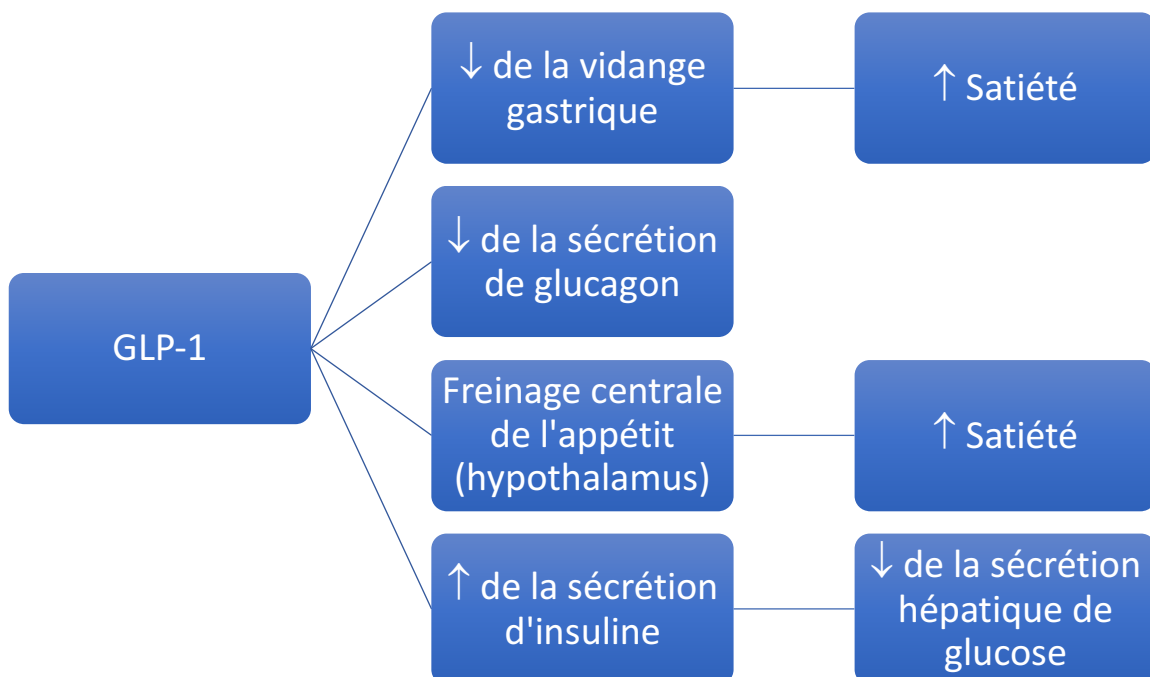 ↓ de la vidange
gastrique
↑ Satiété
↓ de la sécrétion
de glucagon
GLP-1
Freinage centrale
de l'appétit
(hypothalamus)
↑ Satiété
↑ de la sécrétion
d'insuline
↓ de la sécrétion
hépatique de
glucose